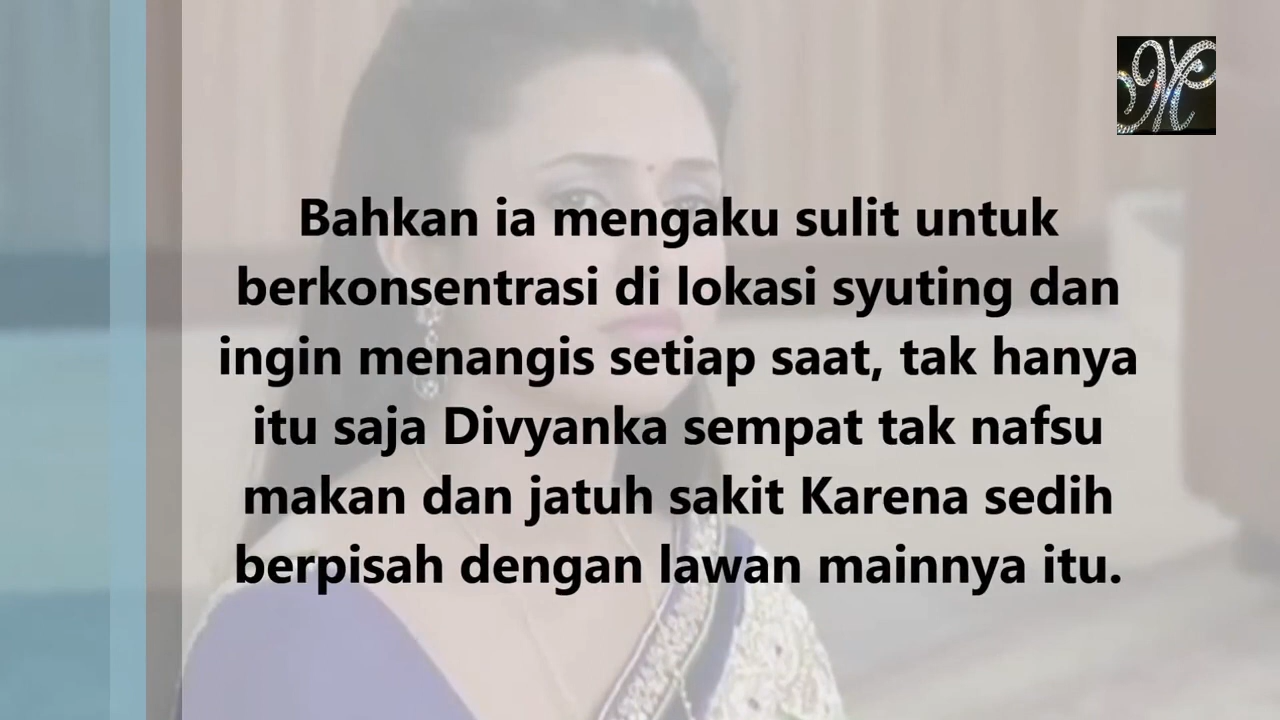 Bahkan ia mengaku sulit untuk
berkonsentrasi di lokasi syuting dan
ingin menangis setiap saat, tak hanya
itu saja Divyanka sempat tak nafsu
makan dan jatuh sakit Karena sedih
berpisah dengan lawan mainnya itu.